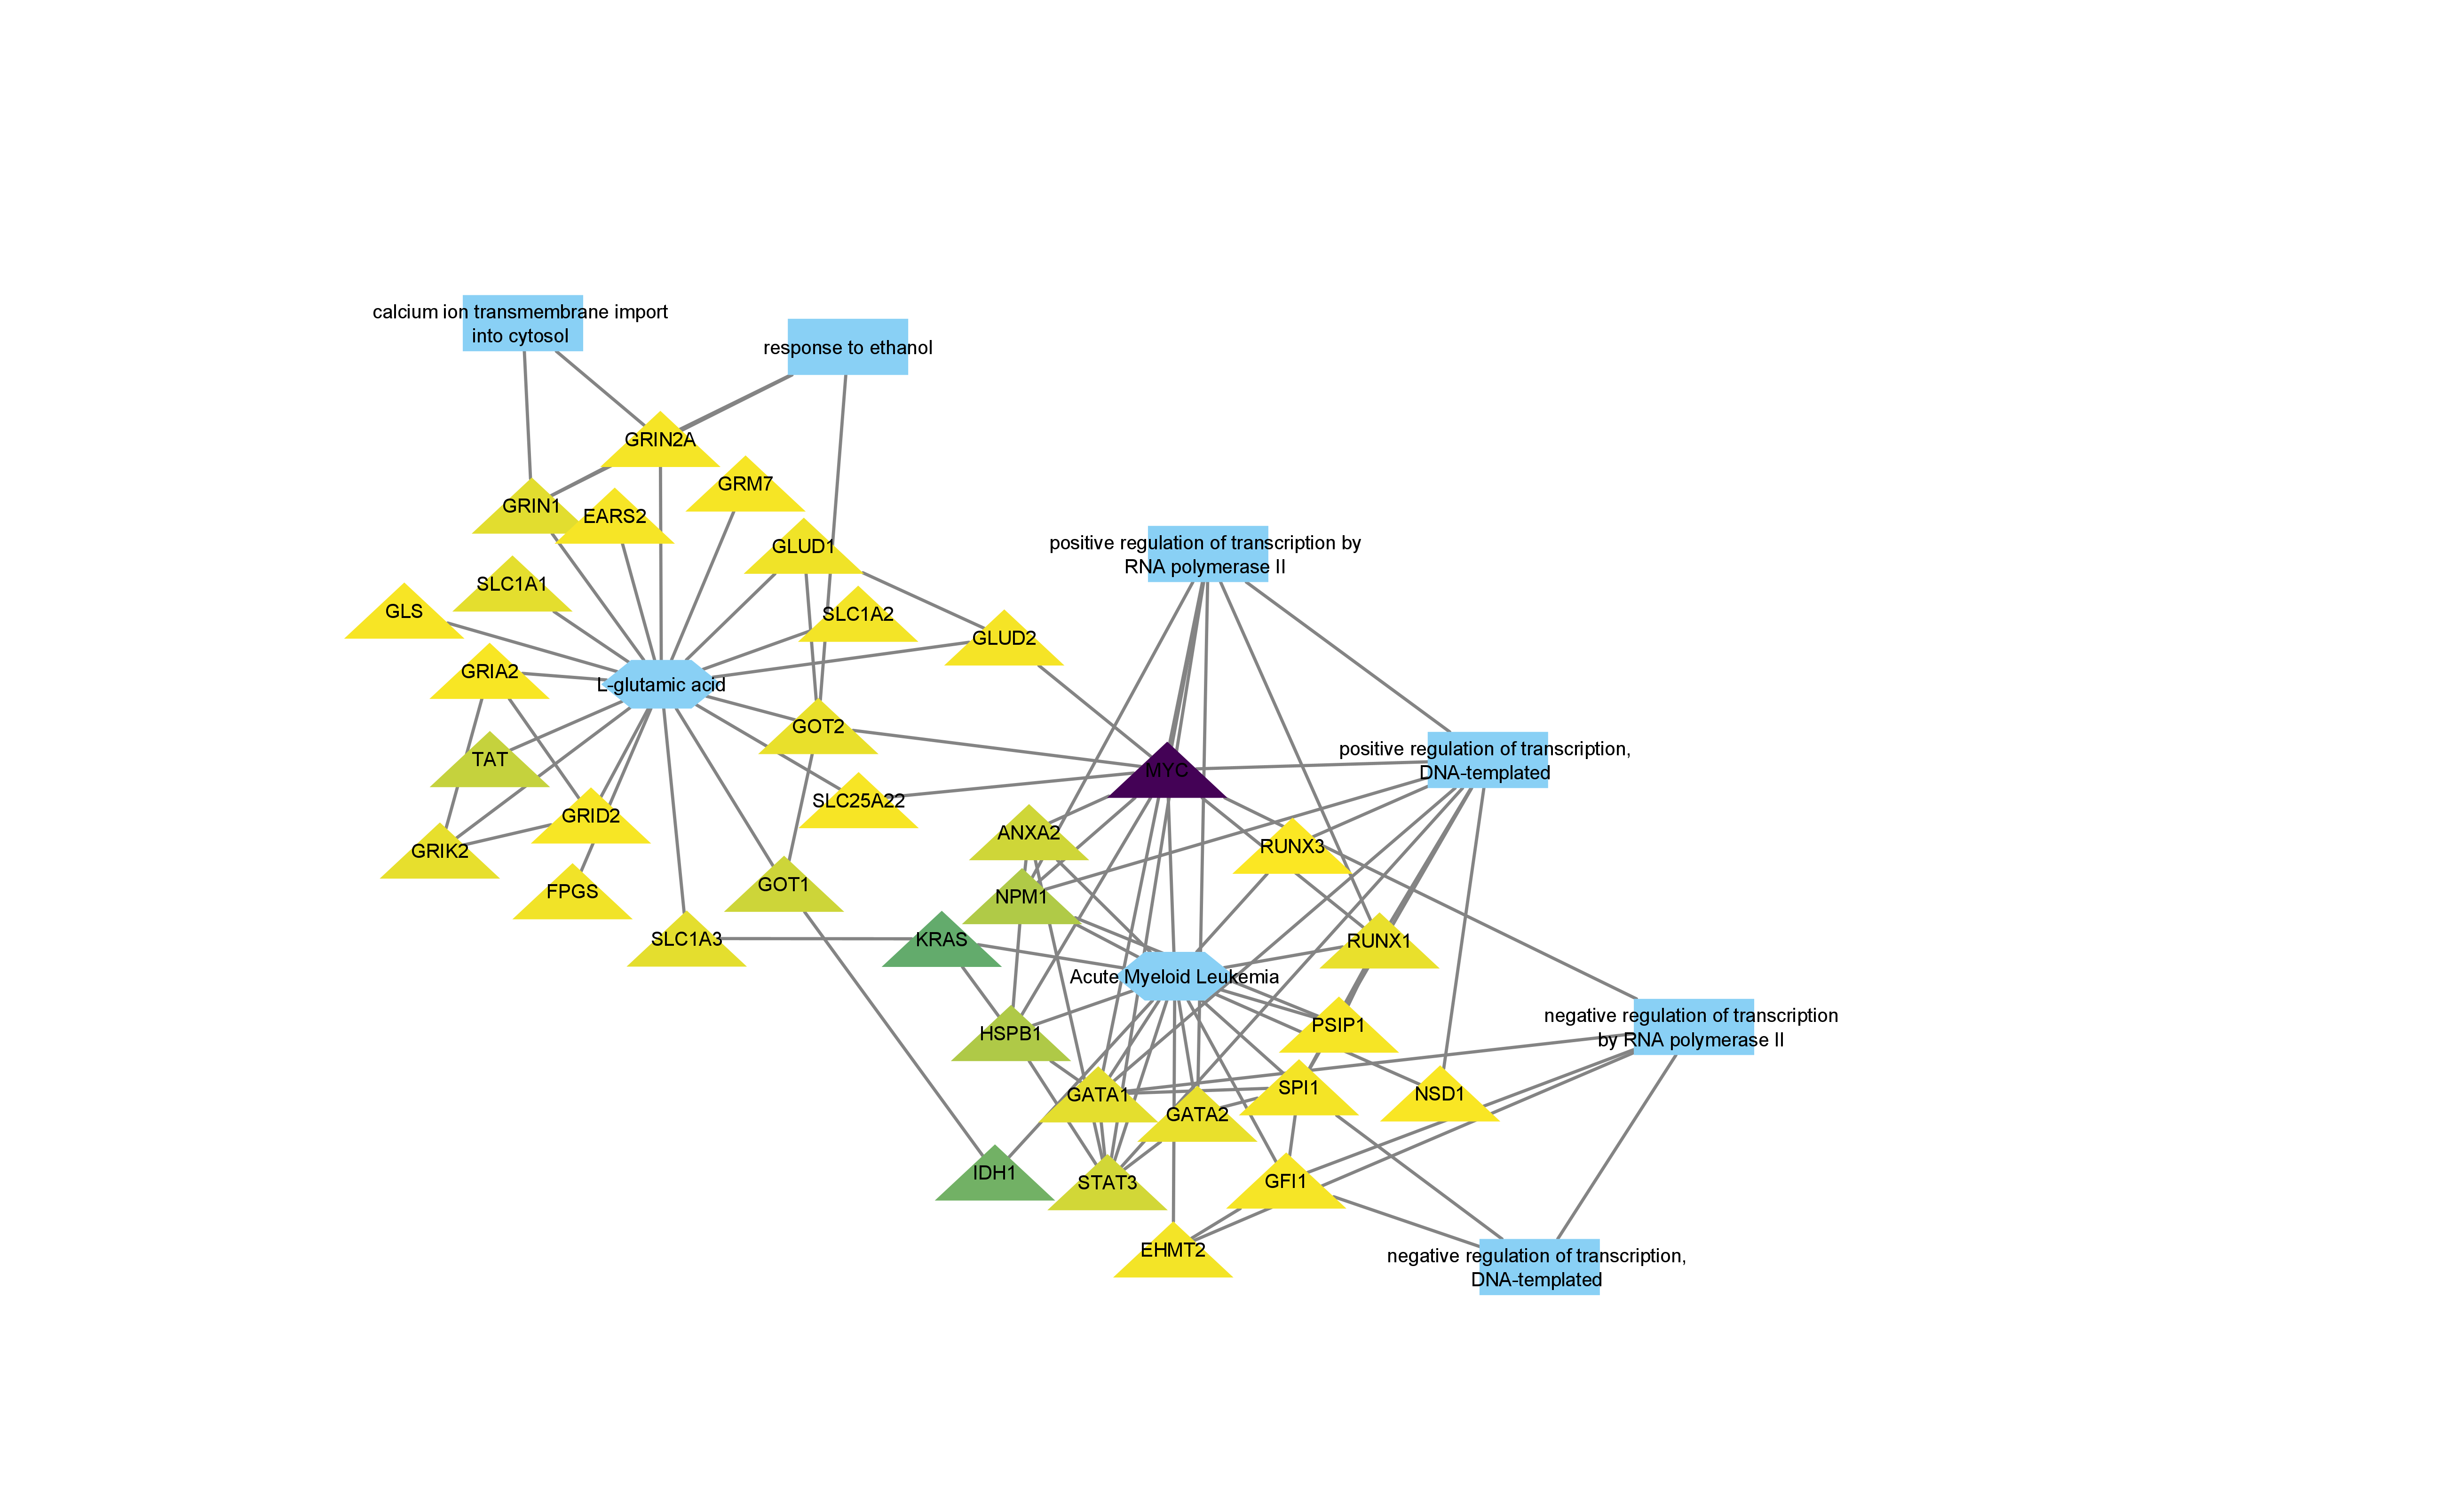 calcium ion transmembrane import
into cytosol
response to ethanol
GRIN2A
GRM7
GRIN1
EARS2
GLUD1
positive regulation of transcription by
RNA polymerase II
SLC1A1
GLS
SLC1A2
GLUD2
GRIA2
L-glutamic acid
GOT2
positive regulation of transcription,
DNA-templated
TAT
MYC
SLC25A22
GRID2
ANXA2
RUNX3
GRIK2
FPGS
GOT1
NPM1
SLC1A3
KRAS
RUNX1
Acute Myeloid Leukemia
HSPB1
PSIP1
negative regulation of transcription
by RNA polymerase II
GATA1
SPI1
NSD1
GATA2
IDH1
STAT3
GFI1
EHMT2
negative regulation of transcription,
DNA-templated